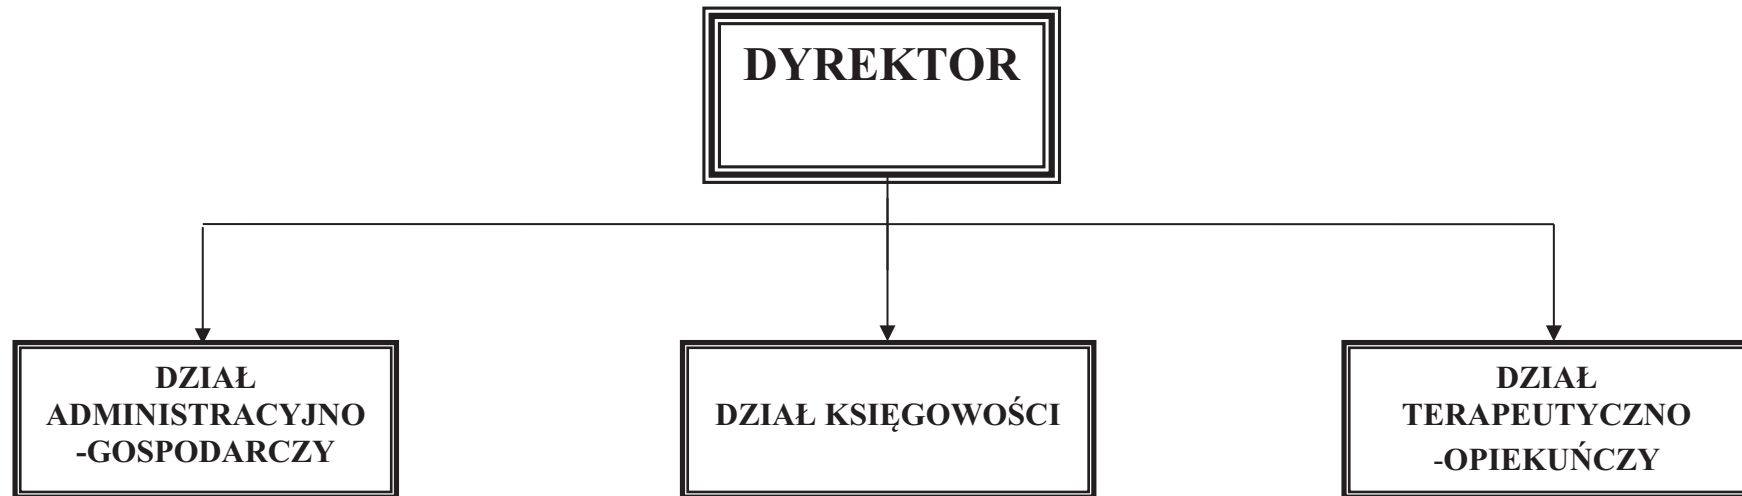 DYREKTOR
DZIAŁ
ADMINISTRACYJNO
-GOSPODARCZY
DZIAŁ KSIĘGOWOŚCI
DZIAŁ
TERAPEUTYCZNO
-OPIEKUŃCZY